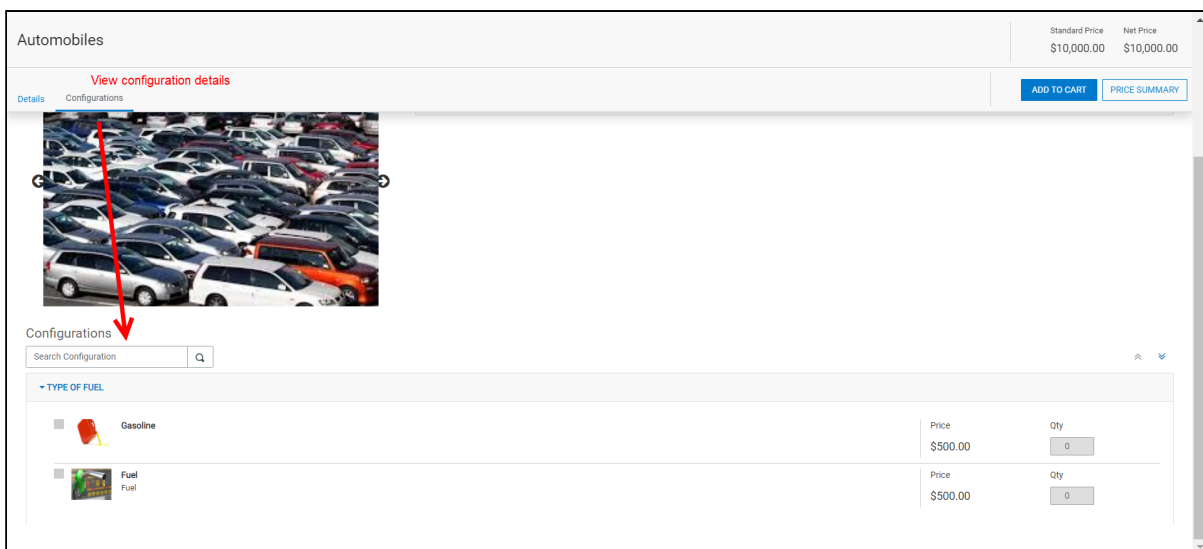 Automobiles
Standard Price Net Price
$10,000.00 $10,000.00
View configuration details
Details Configurations
ADD TO CART PRICE SUMMARY
Configurations
Search Configuration
TYPE OF FUEL
Gasoline Price Qty
$500.00 0
Fuel Price Qty
Fuel
$500.00 0